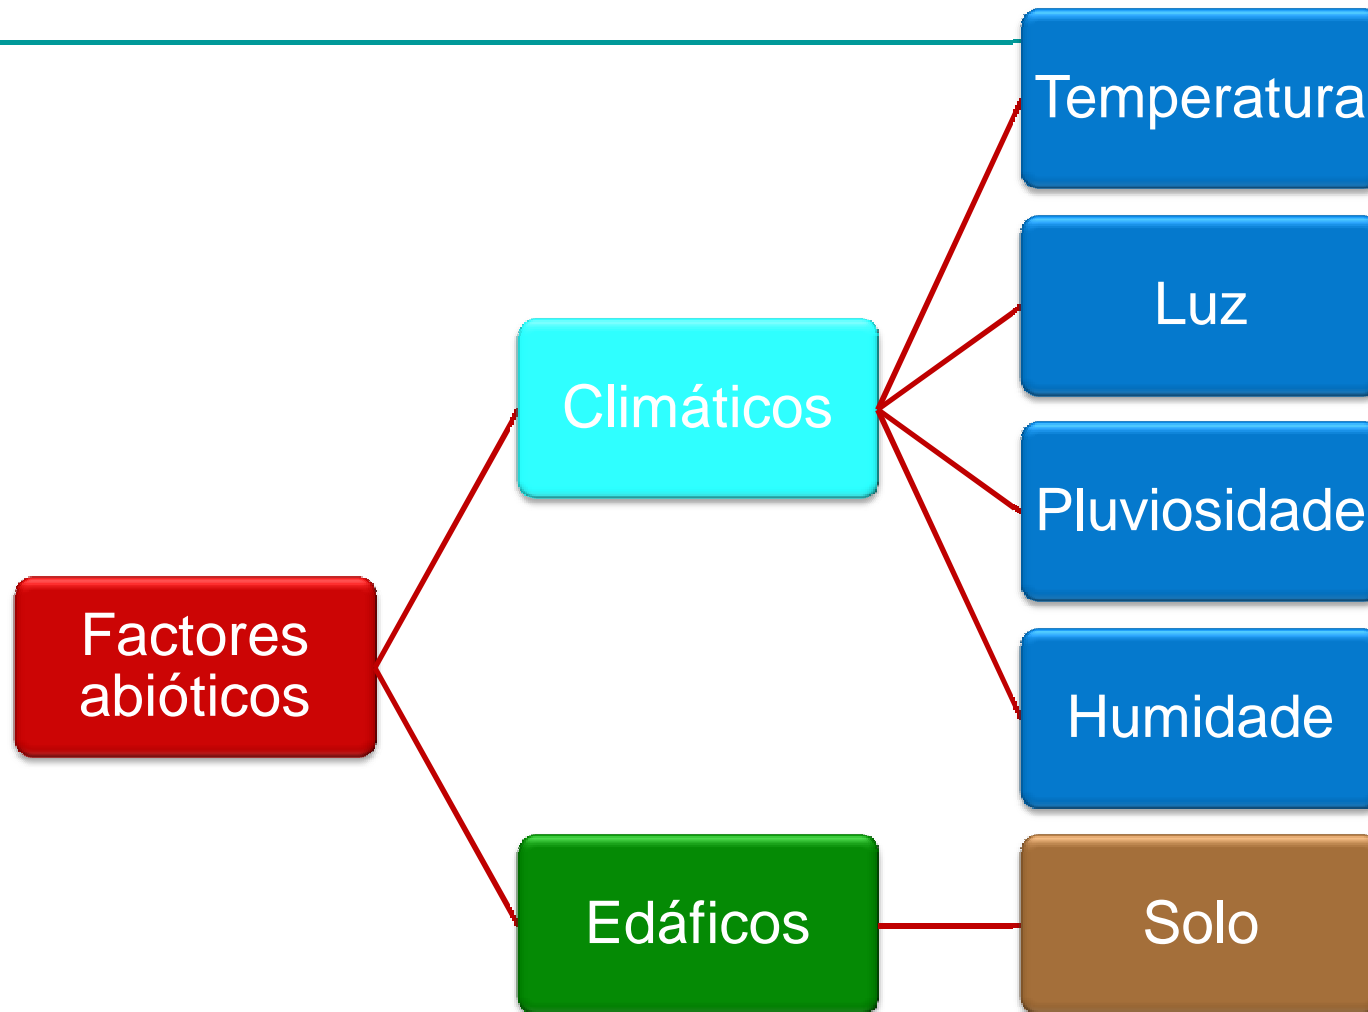 Temperatura
Luz
Climáticos
Pluviosidade
Factores
abióticos
Humidade
Edáficos
Solo